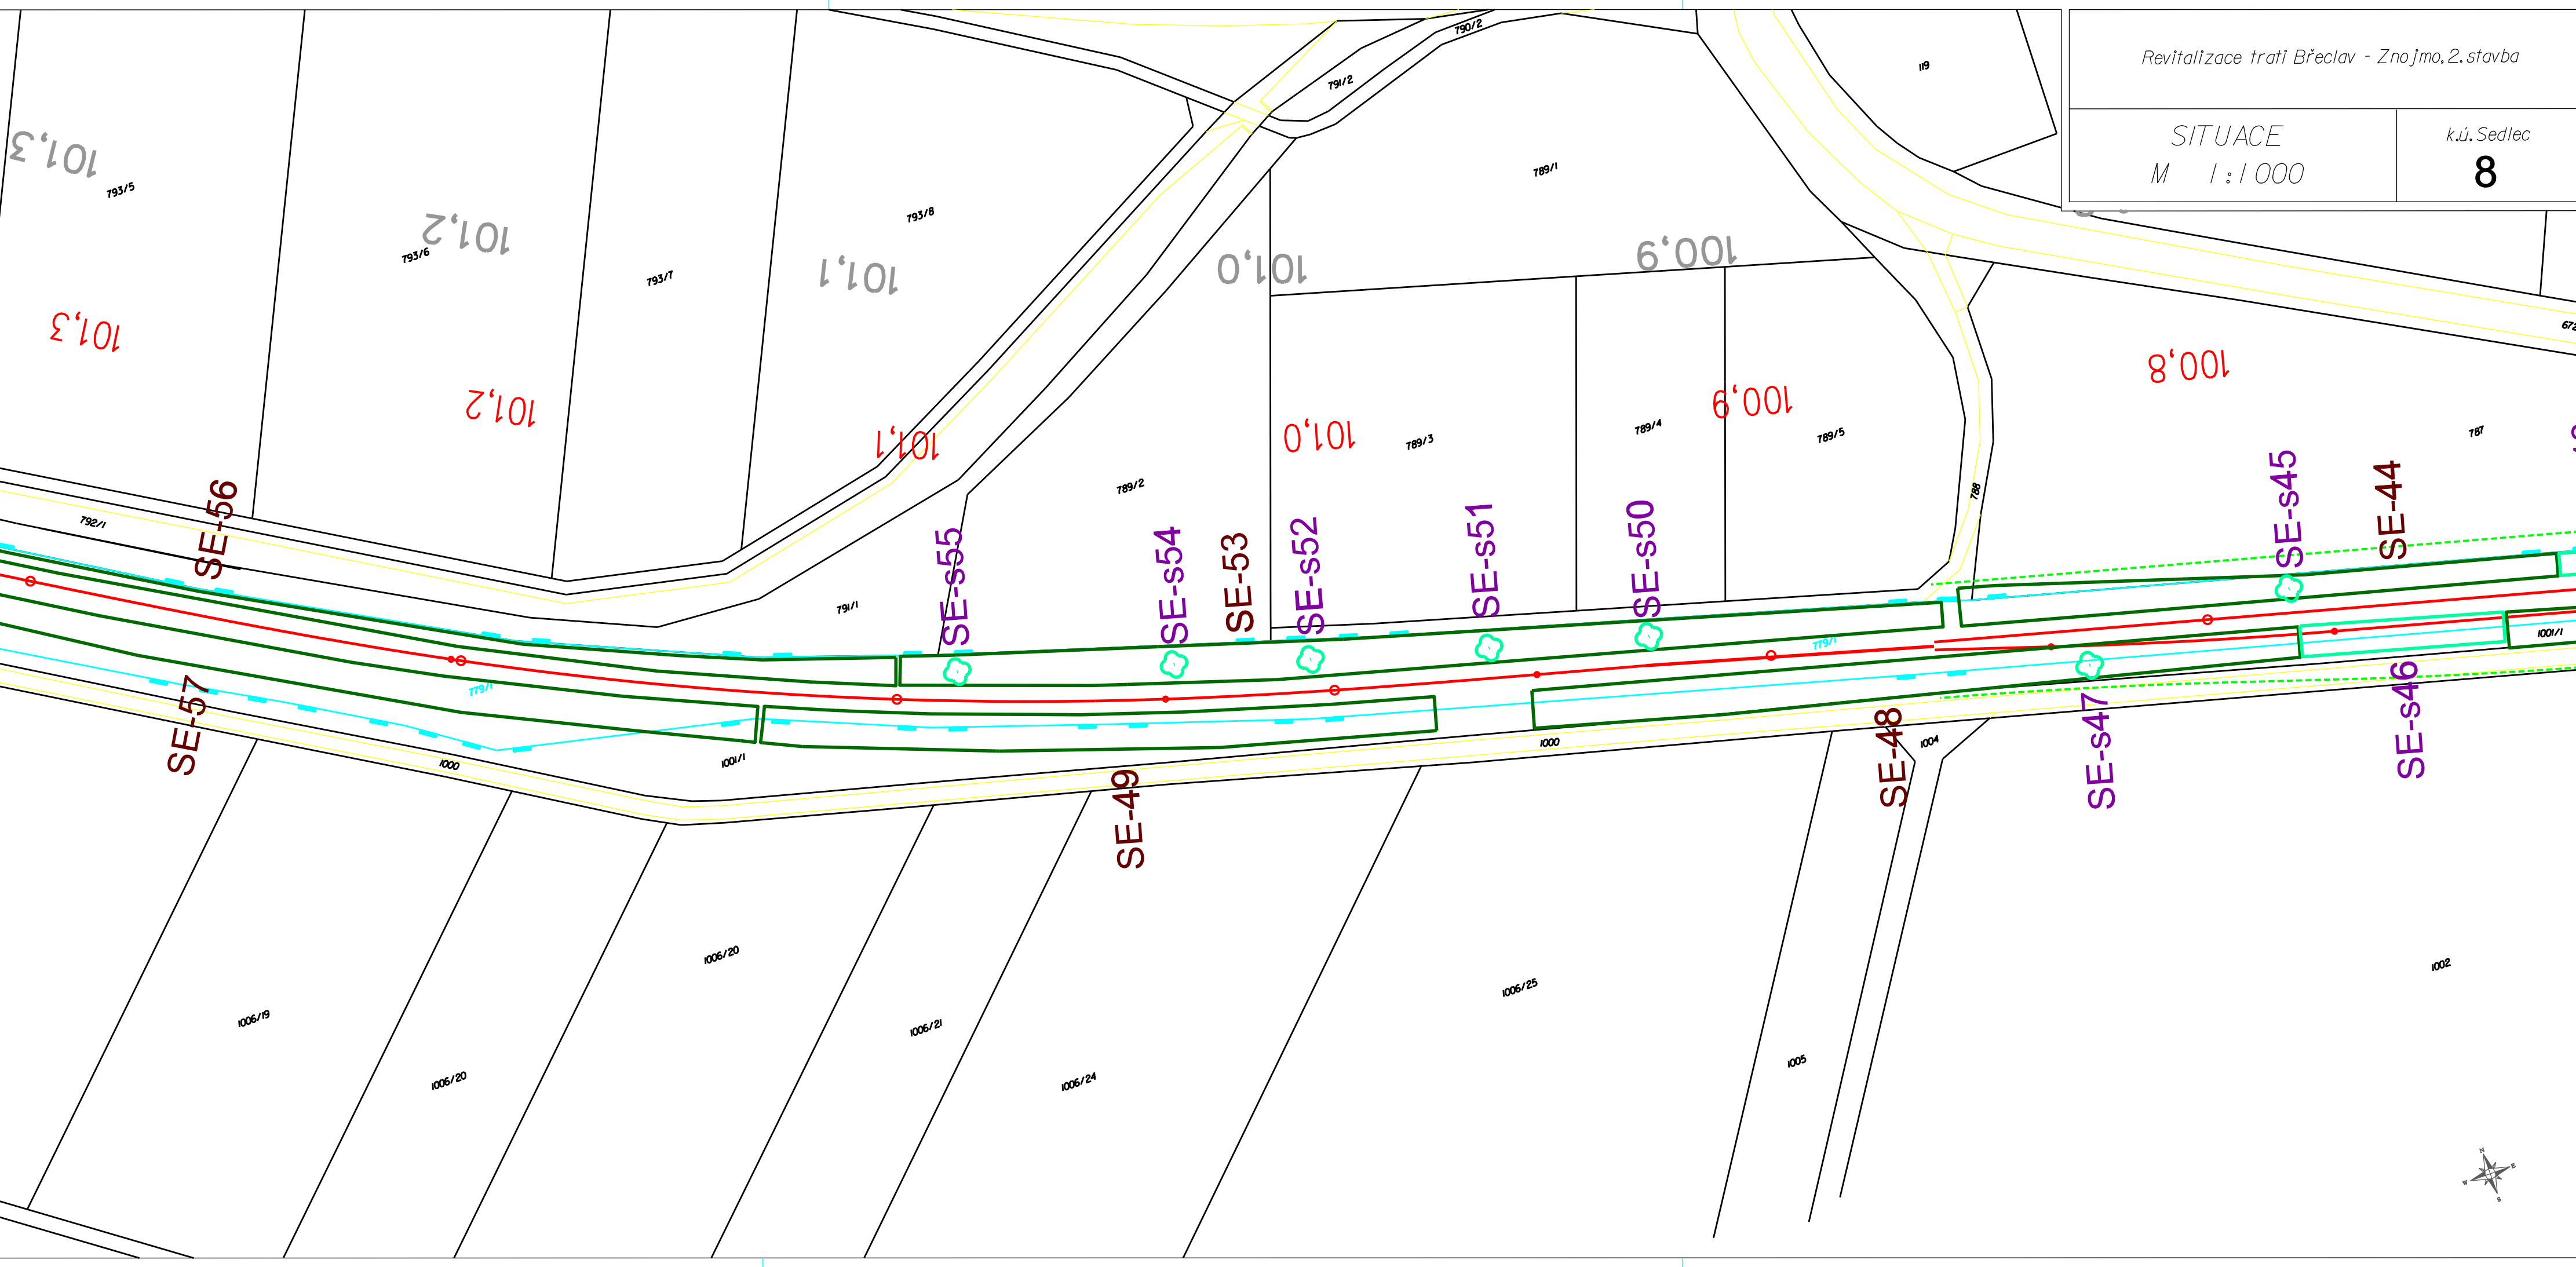 Revitalizace trati Břeclav - Znojmo, 2.stavba
SITUACE
M 1:1000
k.ú. Sedlec
8
790/2
791/2
119
101,3
793/5
793/8
789/1
101,2
793/6
793/7
101,1
101,0
100,9
101,3
101,2
101,1
101,0
100,9
100,8
789/3
789/4
789/5
787
789/2
788
792/1
SE-56
SE-s55
SE-s54
SE-53
SE-s52
SE-s51
SE-s50
SE-s45
SE-44
791/1
779/1
779/1
1001/1
SE-57
SE-49
SE-48
SE-s47
SE-s46
1000
1001/1
1000
1004
1006/20
1006/19
1006/20
1006/21
1006/24
1006/25
1005
1002
N
E
W
S